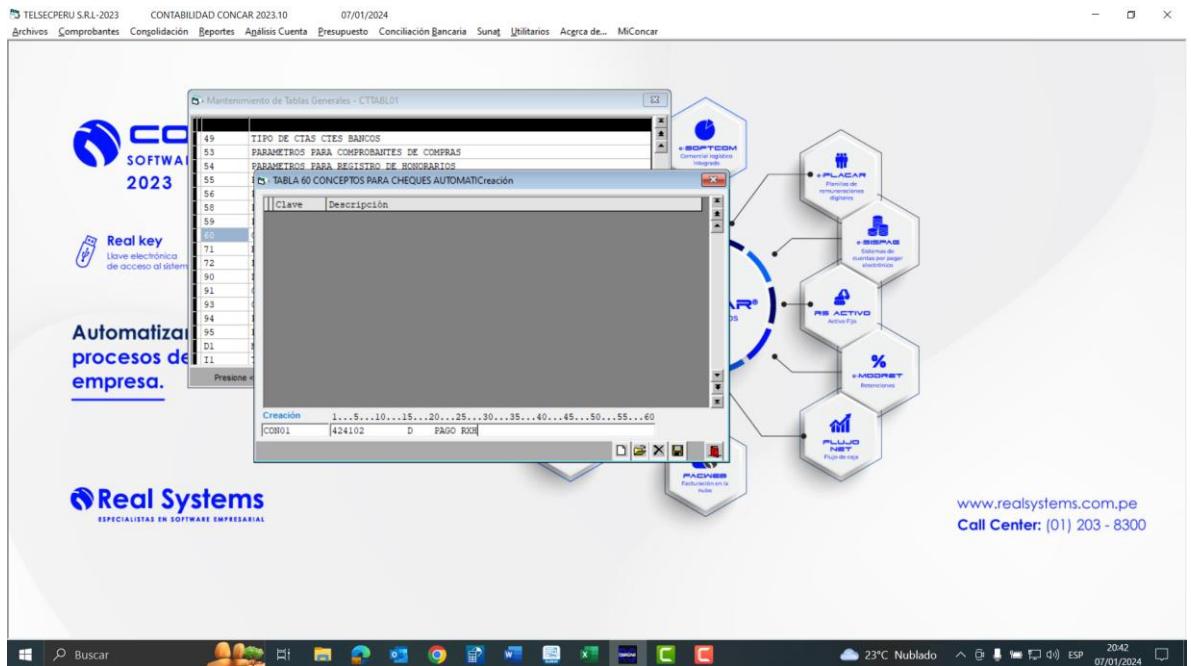 TELSECPERU S.R.L-2023 CONTABILIDAD CONCAR 2023.10 07/01/2024
Archivos Comprobantes Consolidación Reportes Análisis Cuenta Presupuesto Conciliación Bancaria Sunat Utilitarios Acerca de... MiConcar
Mantenimiento de Tablas Generales - CTTABL01
49 TIPO DE CTAS CTES BANCOS
53 PARAMETROS PARA COMPROBANTES DE COMPRAS
54 PARAMETROS PARA REGISTRO DE HONORARIOS
55
56
58
59
60
71
72
90
91
93
94
95
D1
I1
Presione <
TABLA 60 CONCEPTOS PARA CHEQUES AUTOMATICreación
Clave Descripción
Creación 1...5...10...15...20...25...30...35...40...45...50...55...60
CON01 424102 D PAGO RXH
CO
SOFTWA
2023
Real key
Llave electrónica
de acceso al sistem
Automatizar
procesos de
empresa.
Real Systems
ESPECIALISTAS EN SOFTWARE EMPRESARIAL
e-SOFTCOM
Comercial logístico
integrado
e-PLACAR
Planillas de
remuneraciones
digitales
e-SISPAG
Sistemas de
cuentas por pagar
electrónico
RS ACTIVO
Activo Fijo
e-MODRET
Retenciones
FLUJO
NET
Flujo de caja
FACWEB
Facturación en la
nube
AR®
os
www.realsystems.com.pe
Call Center: (01) 203 - 8300
Buscar
23°C Nublado
ESP
20:42
07/01/2024